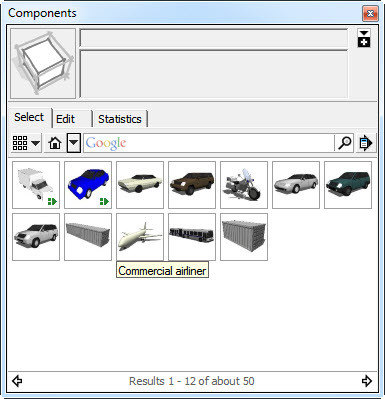 Components
Select Edit Statistics
Google
Commercial airliner
Results 1 - 12 of about 50